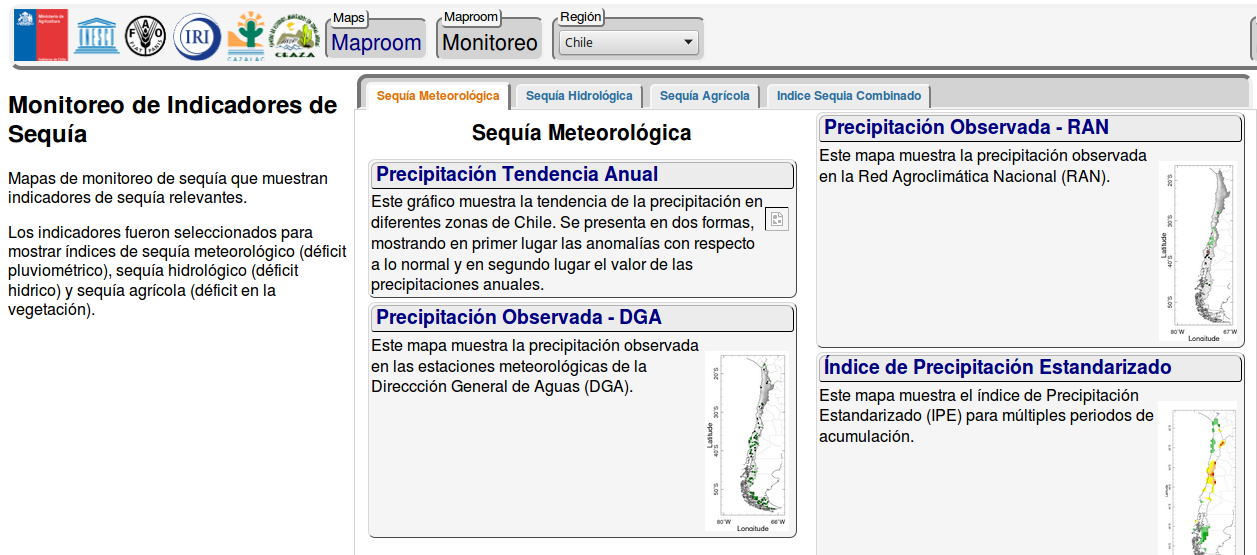 Ministerio de
Agricultura
UNESCO
FAO
FIAT PANIS
IRI
CAZALAC
CEAZA
Maps
Maproom
Maproom
Monitoreo
Región
Chile
Monitoreo de Indicadores de
Sequía
Mapas de monitoreo de sequía que muestran
indicadores de sequía relevantes.
Los indicadores fueron seleccionados para
mostrar índices de sequía meteorológico (déficit
pluviométrico), sequía hidrológico (déficit
hidrico) y sequía agrícola (déficit en la
vegetación).
Sequía Meteorológica
Sequía Hidrológica
Sequía Agrícola
Indice Sequia Combinado
Sequía Meteorológica
Precipitación Tendencia Anual
Este gráfico muestra la tendencia de la precipitación en
diferentes zonas de Chile. Se presenta en dos formas,
mostrando en primer lugar las anomalías con respecto
a lo normal y en segundo lugar el valor de las
precipitaciones anuales.
Precipitación Observada - DGA
Este mapa muestra la precipitación observada
en las estaciones meteorológicas de la
Direccción General de Aguas (DGA).
20°S
30°S
40°S
50°S
Latitude
80°W
66°W
Longitude
Precipitación Observada - RAN
Este mapa muestra la precipitación observada
en la Red Agroclimática Nacional (RAN).
20°S
30°S
40°S
50°S
Latitude
80°W
67°W
Longitude
Índice de Precipitación Estandarizado
Este mapa muestra el índice de Precipitación
Estandarizado (IPE) para múltiples periodos de
acumulación.